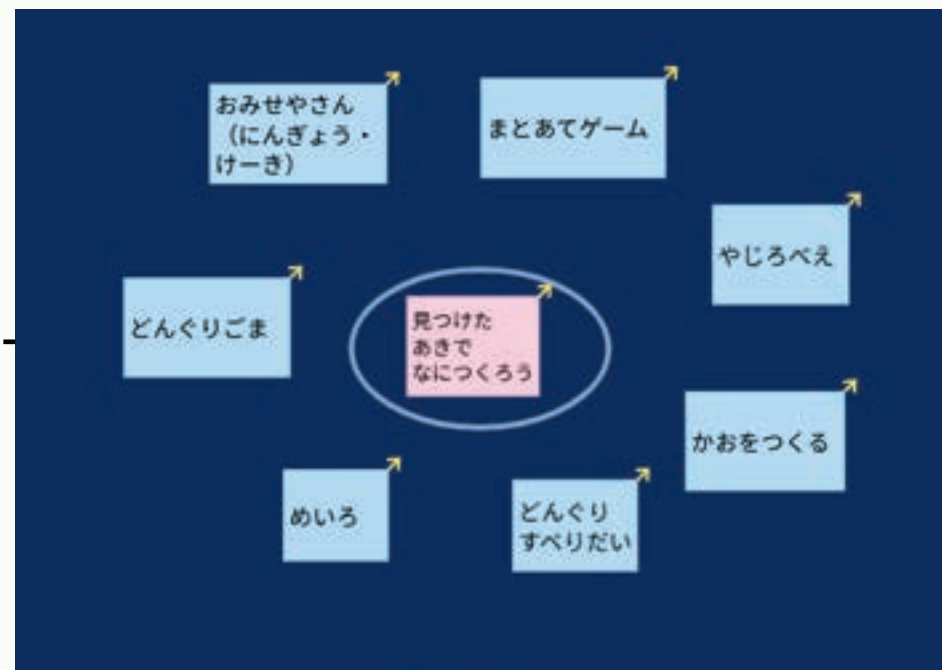 おみせやさん
（にんぎょう・
けーき）
まとあてゲーム
やじろべえ
どんぐりごま
見つけた
あきで
なにつくろう
かおをつくる
めいろ
どんぐり
すべりだい